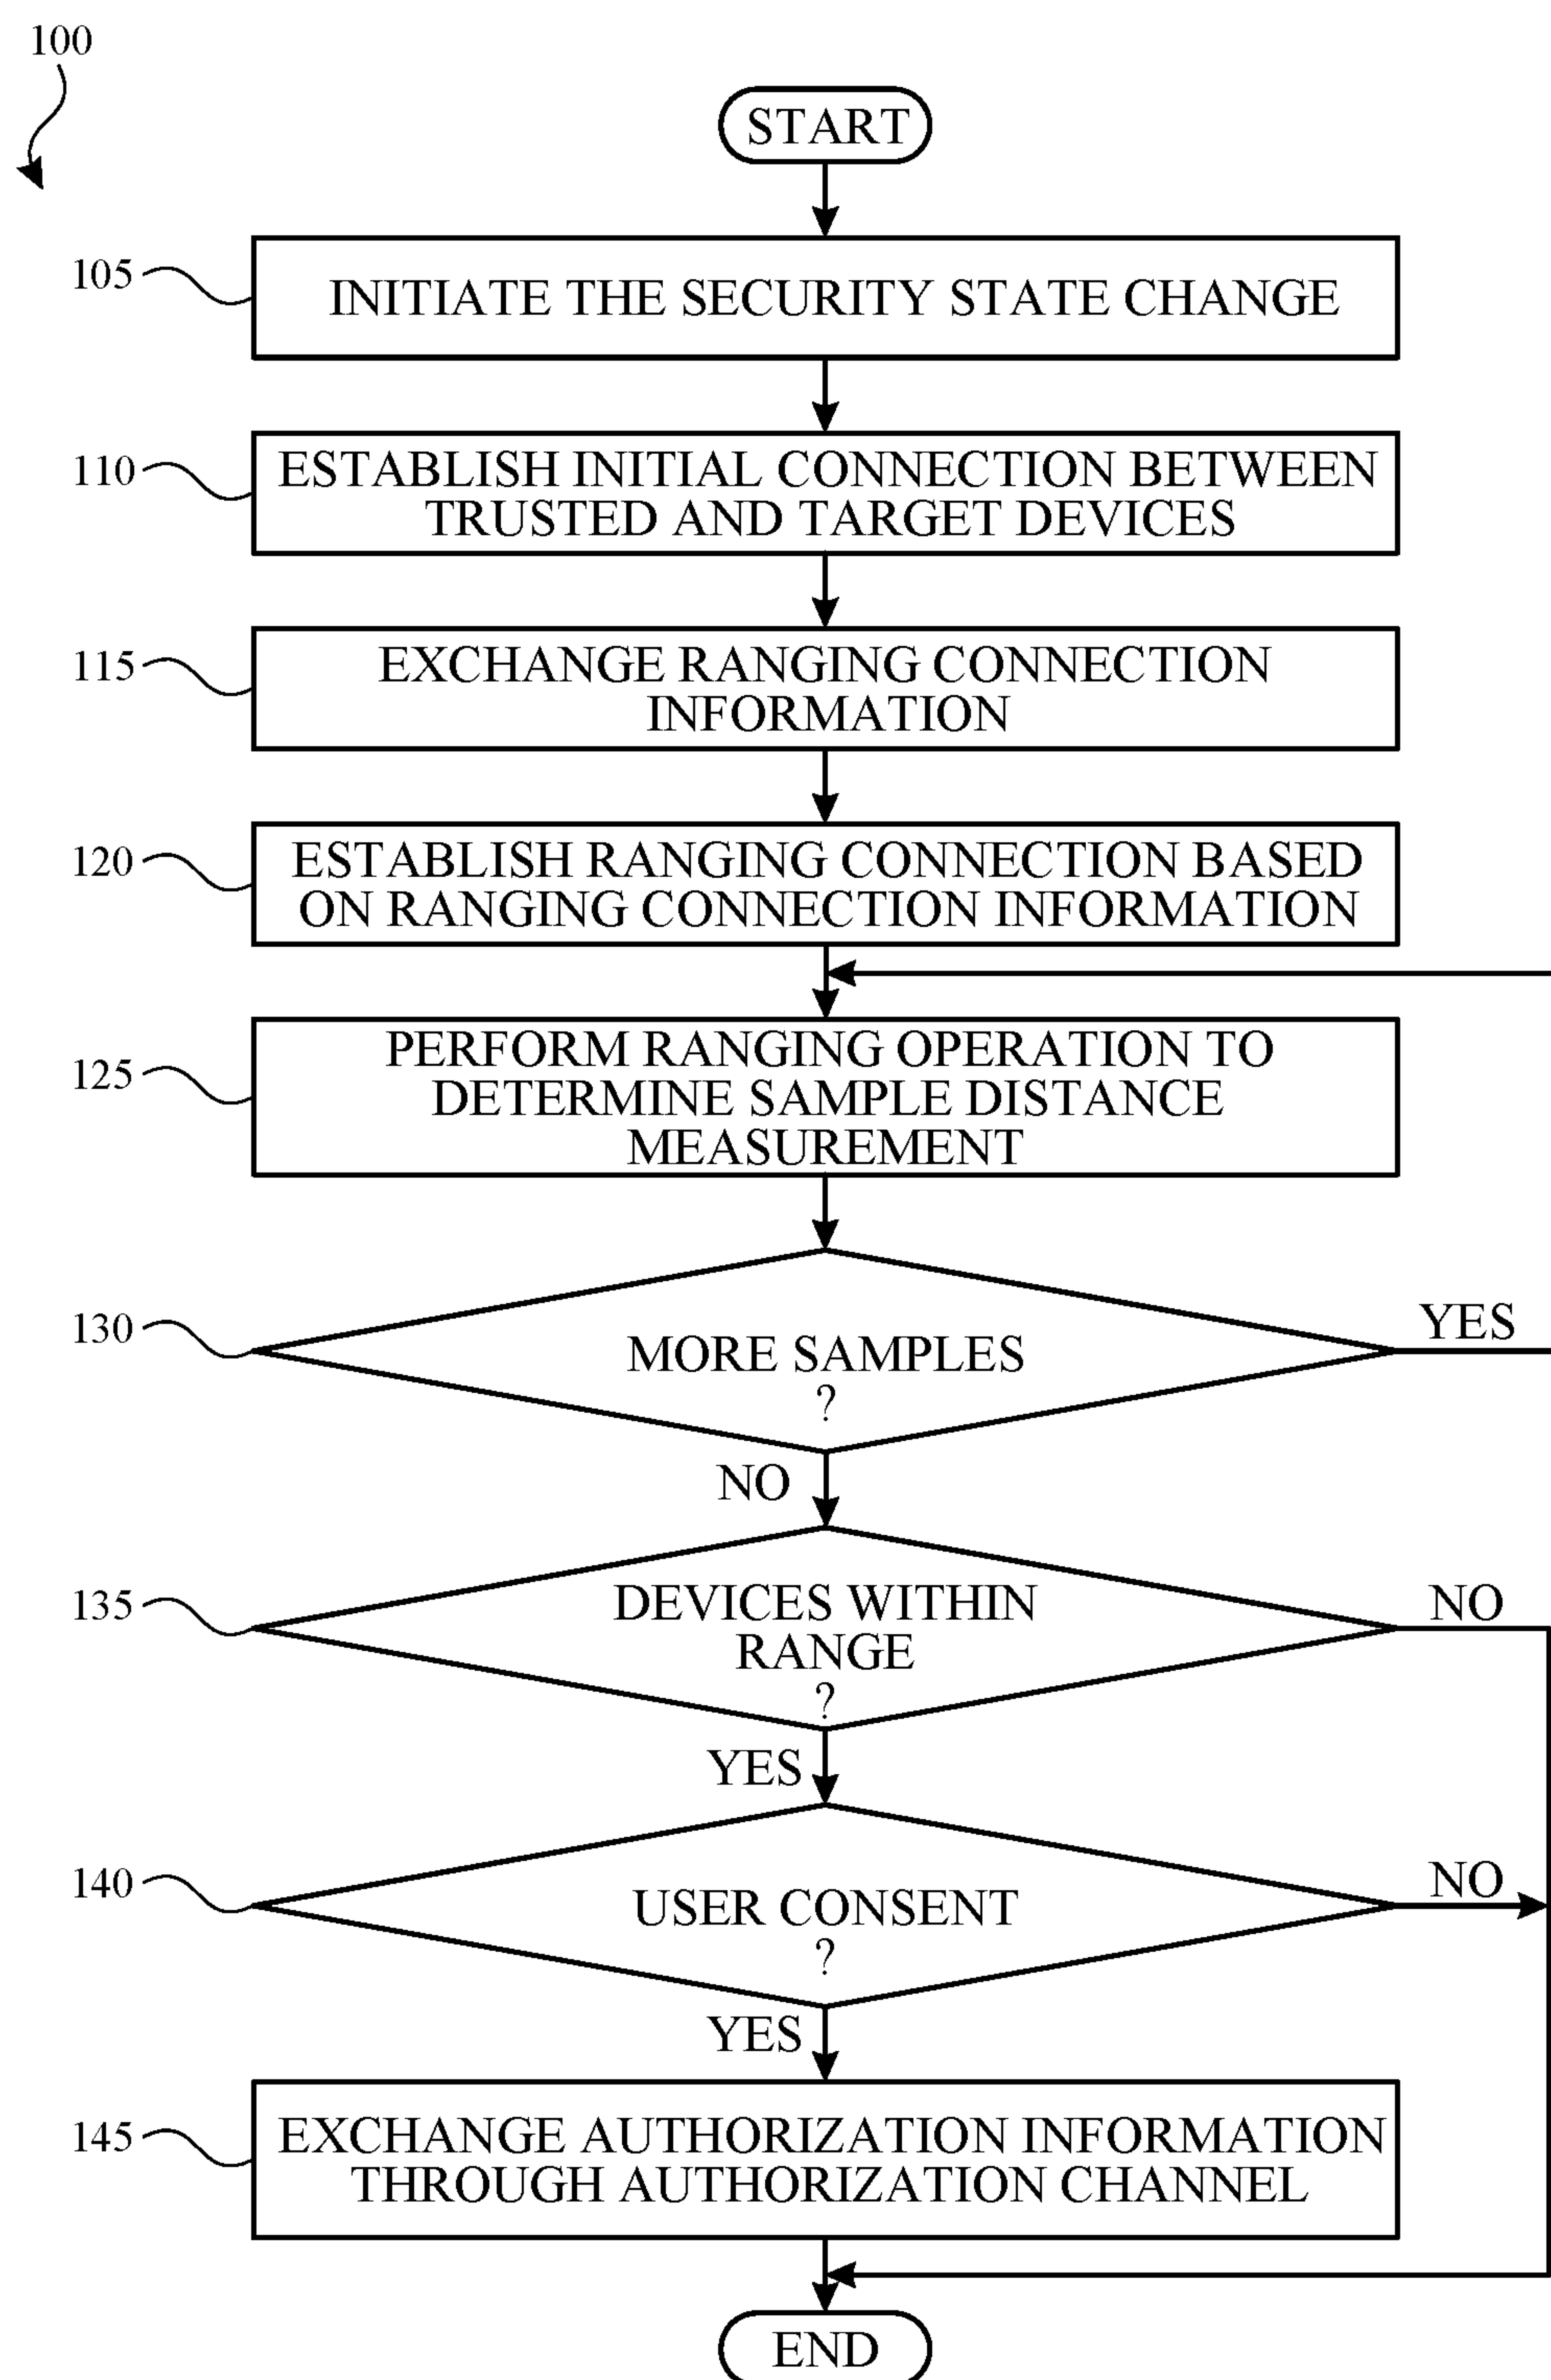 100
START
105
INITIATE THE SECURITY STATE CHANGE
110
ESTABLISH INITIAL CONNECTION BETWEEN
TRUSTED AND TARGET DEVICES
115
EXCHANGE RANGING CONNECTION
INFORMATION
120
ESTABLISH RANGING CONNECTION BASED
ON RANGING CONNECTION INFORMATION
125
PERFORM RANGING OPERATION TO
DETERMINE SAMPLE DISTANCE
MEASUREMENT
130
MORE SAMPLES
?
YES
NO
135
DEVICES WITHIN
RANGE
?
NO
YES
140
USER CONSENT
?
NO
YES
145
EXCHANGE AUTHORIZATION INFORMATION
THROUGH AUTHORIZATION CHANNEL
END